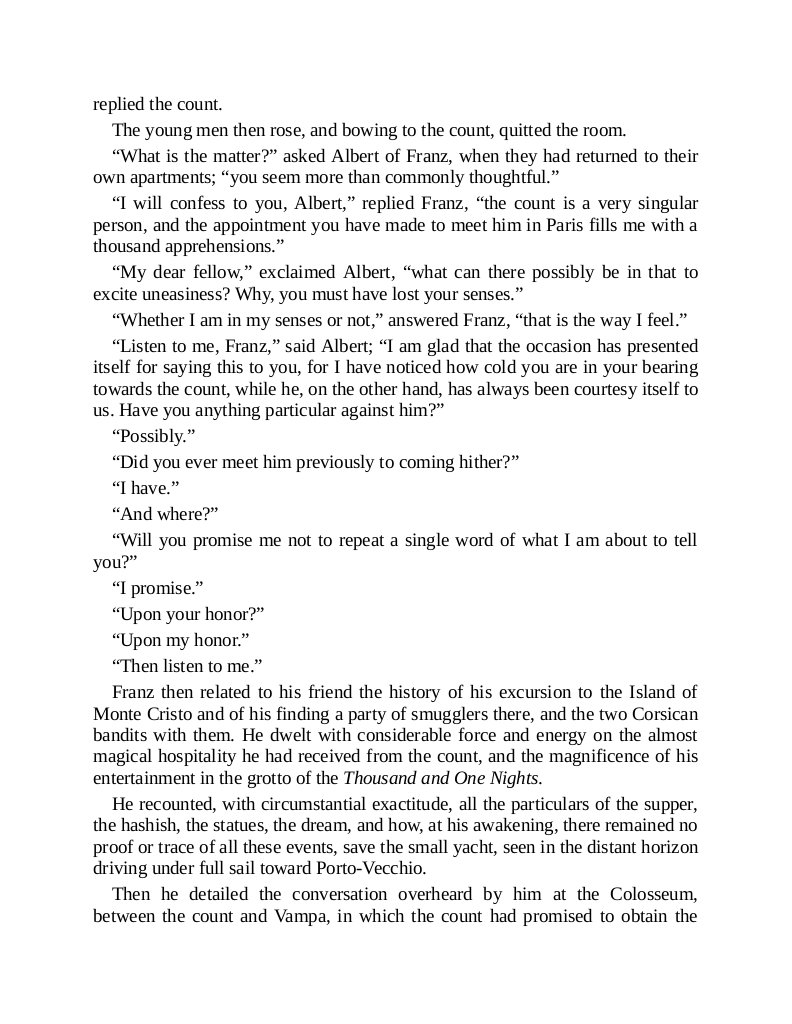 replied the count.
The young men then rose, and bowing to the count, quitted the room.
“What is the matter?” asked Albert of Franz, when they had returned to their
own apartments; “you seem more than commonly thoughtful.”
“I will confess to you, Albert,” replied Franz, “the count is a very singular
person, and the appointment you have made to meet him in Paris fills me with a
thousand apprehensions.”
“My dear fellow,” exclaimed Albert, “what can there possibly be in that to
excite uneasiness? Why, you must have lost your senses.”
“Whether I am in my senses or not,” answered Franz, “that is the way I feel.”
“Listen to me, Franz,” said Albert; “I am glad that the occasion has presented
itself for saying this to you, for I have noticed how cold you are in your bearing
towards the count, while he, on the other hand, has always been courtesy itself to
us. Have you anything particular against him?”
“Possibly.”
“Did you ever meet him previously to coming hither?”
“I have.”
“And where?”
“Will you promise me not to repeat a single word of what I am about to tell
you?”
“I promise.”
“Upon your honor?”
“Upon my honor.”
“Then listen to me.”
Franz then related to his friend the history of his excursion to the Island of
Monte Cristo and of his finding a party of smugglers there, and the two Corsican
bandits with them. He dwelt with considerable force and energy on the almost
magical hospitality he had received from the count, and the magnificence of his
entertainment in the grotto of the Thousand and One Nights.
He recounted, with circumstantial exactitude, all the particulars of the supper,
the hashish, the statues, the dream, and how, at his awakening, there remained no
proof or trace of all these events, save the small yacht, seen in the distant horizon
driving under full sail toward Porto-Vecchio.
Then he detailed the conversation overheard by him at the Colosseum,
between the count and Vampa, in which the count had promised to obtain the